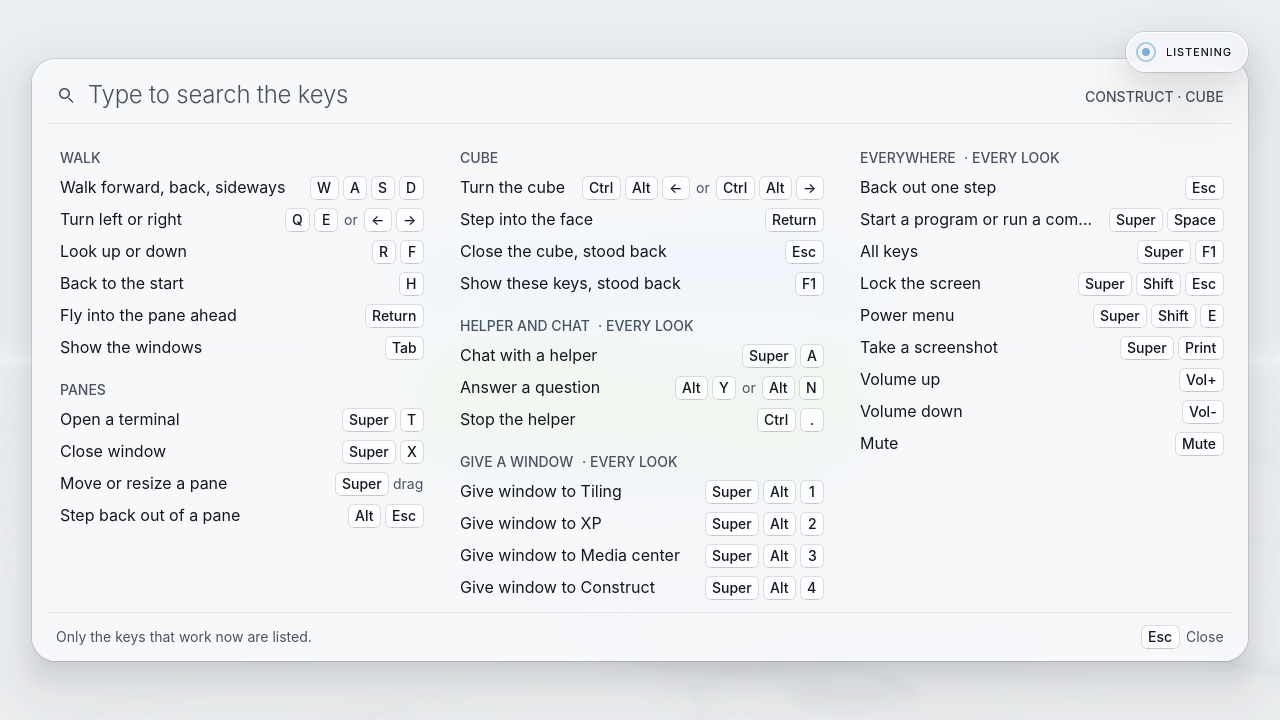 LISTENING
Type to search the keys
CONSTRUCT · CUBE
WALK
Walk forward, back, sideways W A S D
Turn left or right Q E or ← →
Look up or down R F
Back to the start H
Fly into the pane ahead Return
Show the windows Tab
PANES
Open a terminal Super T
Close window Super X
Move or resize a pane Super drag
Step back out of a pane Alt Esc
CUBE
Turn the cube Ctrl Alt ← or Ctrl Alt →
Step into the face Return
Close the cube, stood back Esc
Show these keys, stood back F1
HELPER AND CHAT · EVERY LOOK
Chat with a helper Super A
Answer a question Alt Y or Alt N
Stop the helper Ctrl .
GIVE A WINDOW · EVERY LOOK
Give window to Tiling Super Alt 1
Give window to XP Super Alt 2
Give window to Media center Super Alt 3
Give window to Construct Super Alt 4
EVERYWHERE · EVERY LOOK
Back out one step Esc
Start a program or run a com... Super Space
All keys Super F1
Lock the screen Super Shift Esc
Power menu Super Shift E
Take a screenshot Super Print
Volume up Vol+
Volume down Vol-
Mute Mute
Only the keys that work now are listed.
Esc Close